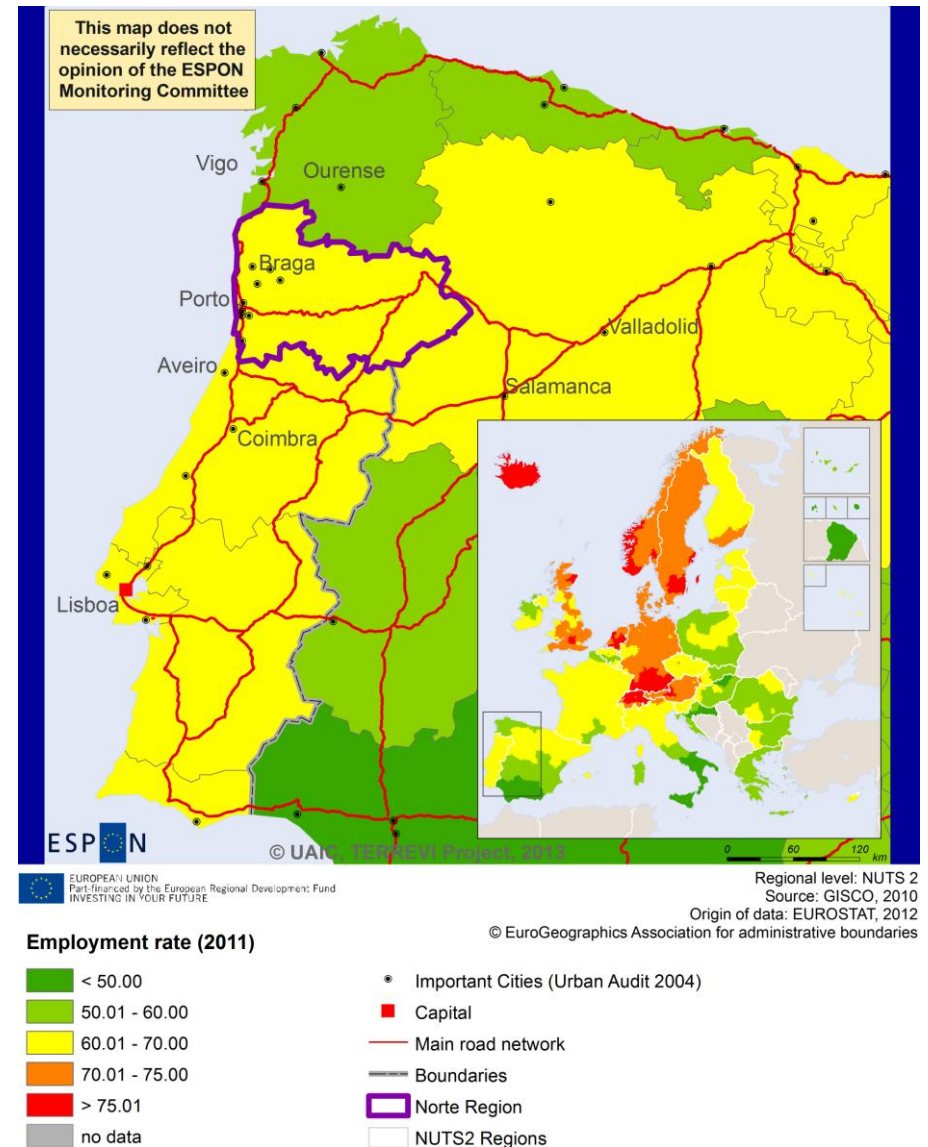 This map does not
necessarily reflect the
opinion of the ESPON
Monitoring Committee
Vigo
Ourense
Braga
Porto
Valladolid
Aveiro
Salamanca
Coimbra
Lisboa
ESPON
© UAIC, TERREVI Project, 2013
0 60 120
km
EUROPEAN UNION
Part-financed by the European Regional Development Fund
INVESTING IN YOUR FUTURE
Regional level: NUTS 2
Source: GISCO, 2010
Origin of data: EUROSTAT, 2012
© EuroGeographics Association for administrative boundaries
Employment rate (2011)
< 50.00
50.01 - 60.00
60.01 - 70.00
70.01 - 75.00
> 75.01
no data
Important Cities (Urban Audit 2004)
Capital
Main road network
Boundaries
Norte Region
NUTS2 Regions